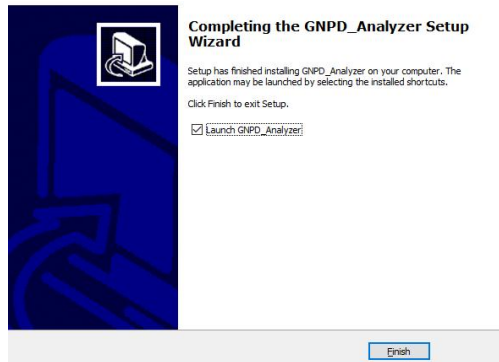 Completing the GNPD_Analyzer Setup
Wizard
Setup has finished installing GNPD_Analyzer on your computer. The
application may be launched by selecting the installed shortcuts.
Click Finish to exit Setup.
Launch GNPD_Analyzer
Finish